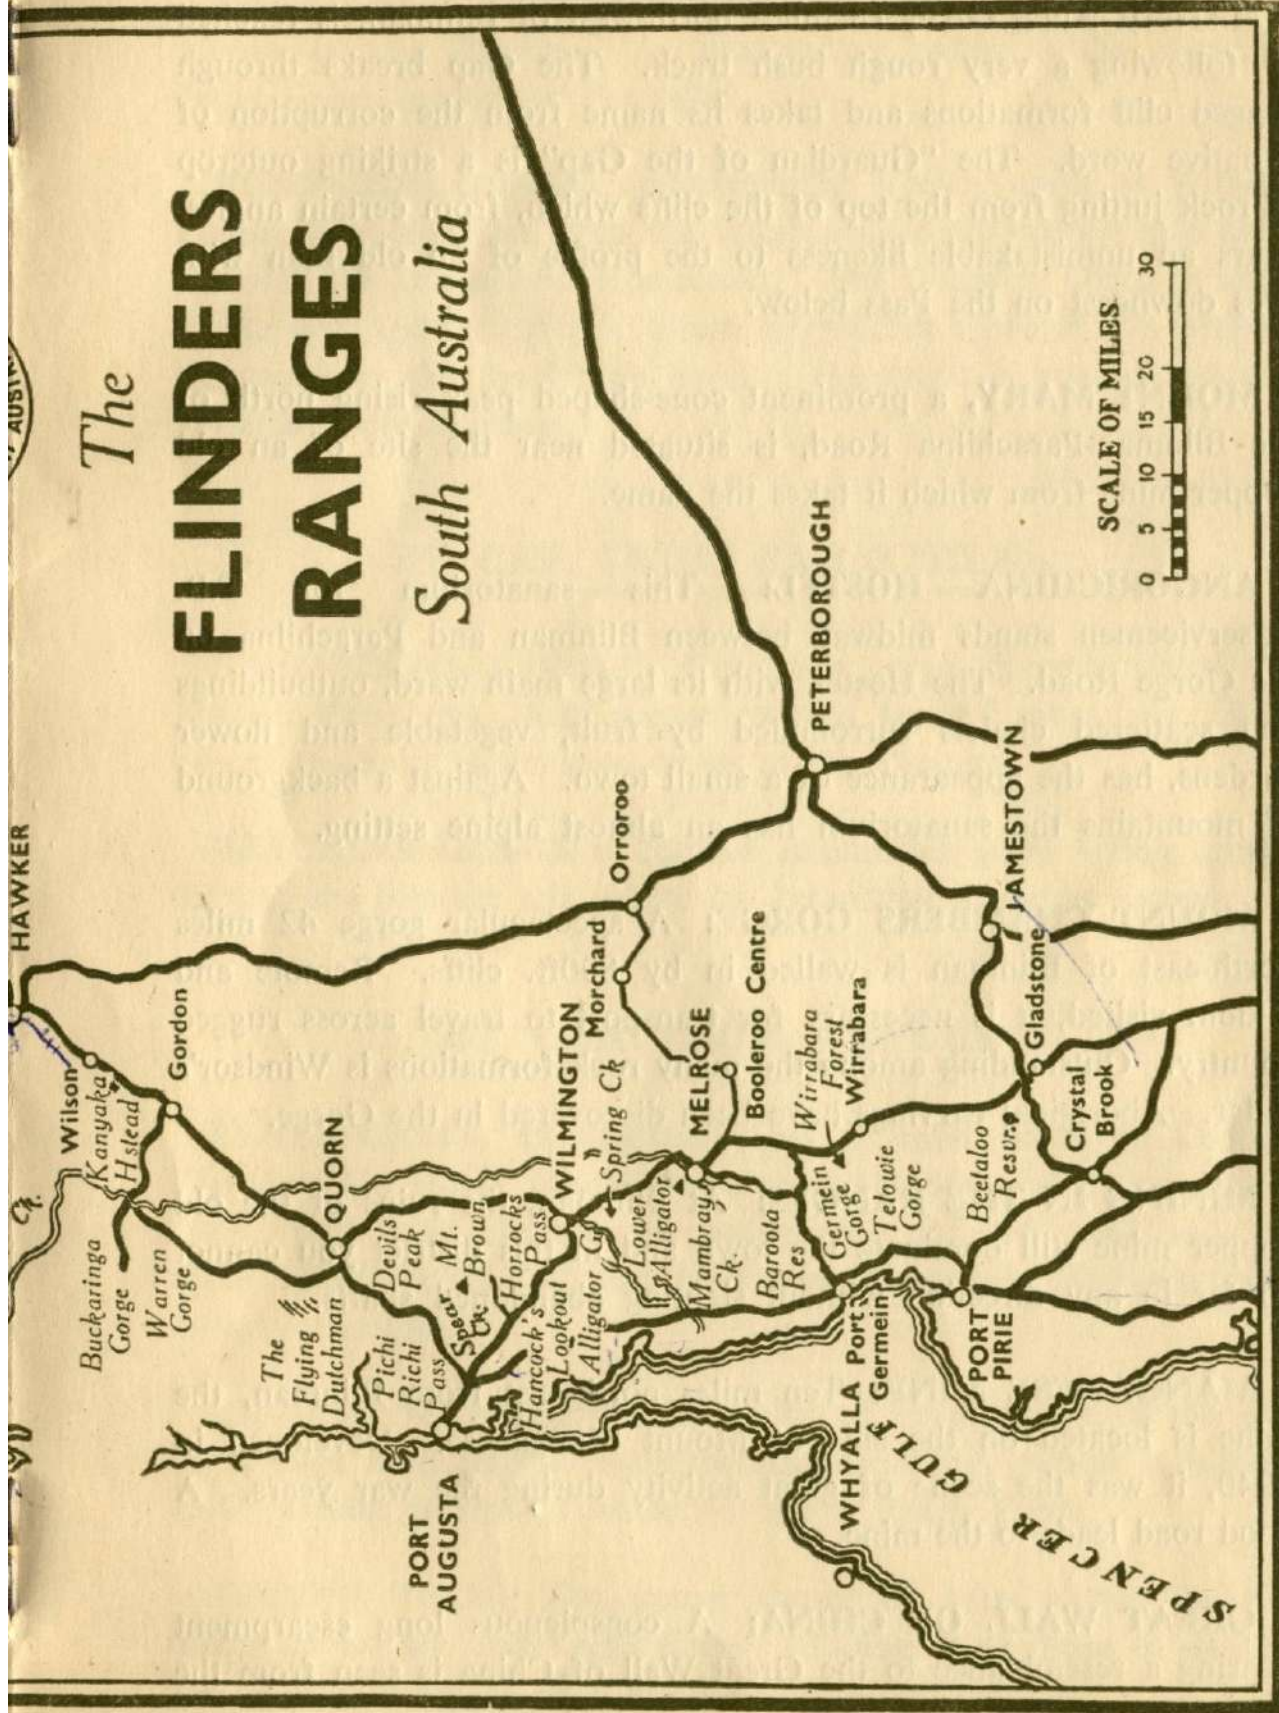 AUSTR
The
FLINDERS
RANGES
South Australia
SCALE OF MILES
0 5 10 15 20 30
HAWKER
Wilson
Kanyaka
Hstead
Gordon
Buckaringa
Gorge
Warren
Gorge
QUORN
The
Flying
Dutchman
Devils
Peak
Pichi
Richi
Pass
Mt.
Brown
Spear
Ck.
Horrocks
Pass
Hancock's
Lookout
PORT
AUGUSTA
WILMINGTON
Spring Ck
Alligator G
Lower
Alligator
Mambray
Ck.
Morchard
Orroroo
PETERBOROUGH
MELROSE
Booleroo Centre
Wirrabara
Forest
Wirrabara
Baroota
Res
Germein
Gorge
Telowie
Gorge
Port
Germein
PORT
PIRIE
Beetaloo
Resvr.
Crystal
Brook
Gladstone
JAMESTOWN
WHYALLA
SPENCER GULF